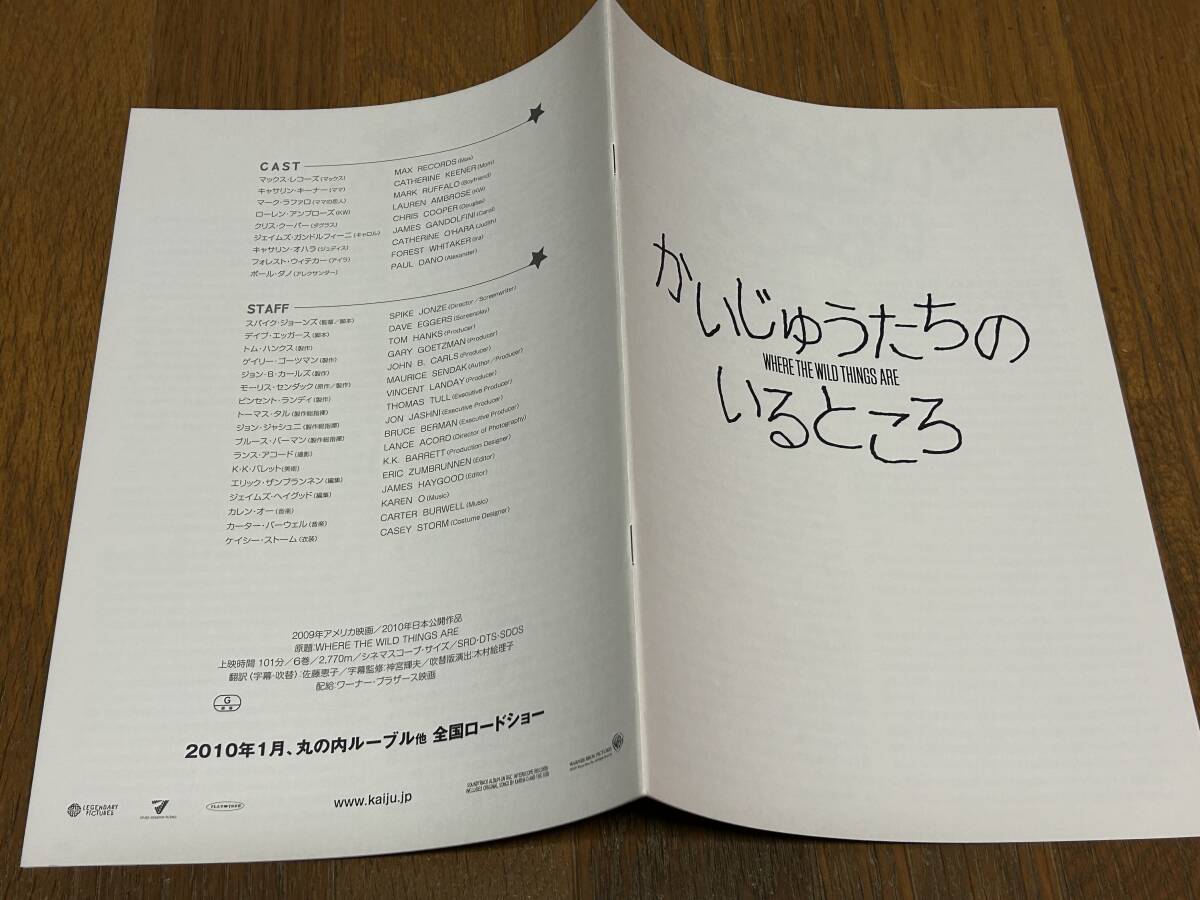 CAST
マックス・レコーズ(マックス) MAX RECORDS(Max)
キャサリン・キーナー(ママ) CATHERINE KEENER(Mom)
マーク・ラファロ(ママの恋人) MARK RUFFALO(Boyfriend)
ローレン・アンブローズ(KW) LAUREN AMBROSE(KW)
クリス・クーパー(ダグラス) CHRIS COOPER(Douglas)
ジェイムズ・ガンドルフィーニ(キャロル) JAMES GANDOLFINI(Carol)
キャサリン・オハラ(ジュディス) CATHERINE O'HARA(Judith)
フォレスト・ウィテカー(アイラ) FOREST WHITAKER(Ira)
ポール・ダノ(アレクサンダー) PAUL DANO(Alexander)
STAFF
スパイク・ジョーンズ(監督/脚本) SPIKE JONZE(Director/Screenwriter)
デイブ・エッガース(脚本) DAVE EGGERS(Screenplay)
トム・ハンクス(製作) TOM HANKS(Producer)
ゲイリー・ゴーツマン(製作) GARY GOETZMAN(Producer)
ジョン・B・カールズ(製作) JOHN B. CARLS(Producer)
モーリス・センダック(原作/製作) MAURICE SENDAK(Author/Producer)
ビンセント・ランディ(製作) VINCENT LANDAY(Producer)
トーマス・タル(製作総指揮) THOMAS TULL(Executive Producer)
ジョン・ジャシュニ(製作総指揮) JON JASHNI(Executive Producer)
ブルース・バーマン(製作総指揮) BRUCE BERMAN(Executive Producer)
ランス・アコード(撮影) LANCE ACORD(Director of Photography)
K・K・バレット(美術) K.K. BARRETT(Production Designer)
エリック・ザンブランネン(編集) ERIC ZUMBRUNNEN(Editor)
ジェイムズ・ヘイグッド(編集) JAMES HAYGOOD(Editor)
カレン・オー(音楽) KAREN O(Music)
カーター・バーウェル(音楽) CARTER BURWELL(Music)
ケイシー・ストーム(衣装) CASEY STORM(Costume Designer)
2009年アメリカ映画/2010年日本公開作品
原題:WHERE THE WILD THINGS ARE
上映時間 101分/6巻/2,770m/シネマスコープ・サイズ/SRD・DTS・SDDS
翻訳(字幕・吹替):佐藤恵子/字幕監修:神宮輝夫/吹替版演出:木村絵理子
配給:ワーナー・ブラザース映画
G
2010年1月、丸の内ルーブル他 全国ロードショー
LEGENDARY
PICTURES
PLAYTONE
www.kaiju.jp
SOUNDTRACK ALBUM ON DGC/INTERSCOPE RECORDS
INCLUDES ORIGINAL SONGS BY KAREN O AND THE KIDS
WARNER BROS. PICTURES
かいじゅうたちの
WHERE THE WILD THINGS ARE
いるところ